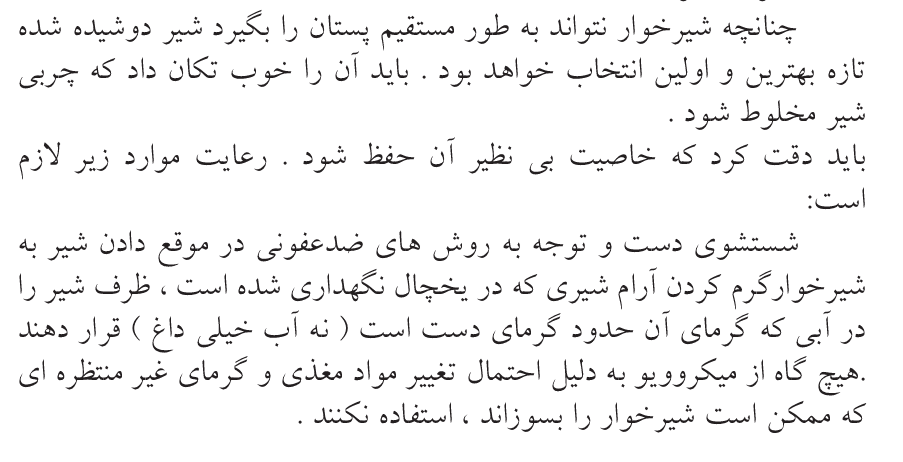 چنانچه شیرخوار نتواند به طور مستقیم پستان را بگیرد شیر دوشیده شده
تازه بهترین و اولین انتخاب خواهد بود . باید آن را خوب تکان داد که چربی
شیر مخلوط شود .
باید دقت کرد که خاصیت بی نظیر آن حفظ شود . رعایت موارد زیر لازم
است:
شستشوی دست و توجه به روش های ضدعفونی در موقع دادن شیر به
شیرخوارگرم کردن آرام شیری که در یخچال نگهداری شده است ، ظرف شیر را
در آبی که گرمای آن حدود گرمای دست است ( نه آب خیلی داغ ) قرار دهند
.هیچ گاه از میکروویو به دلیل احتمال تغییر مواد مغذی و گرمای غیر منتظره ای
که ممکن است شیرخوار را بسوزاند ، استفاده نکنند .